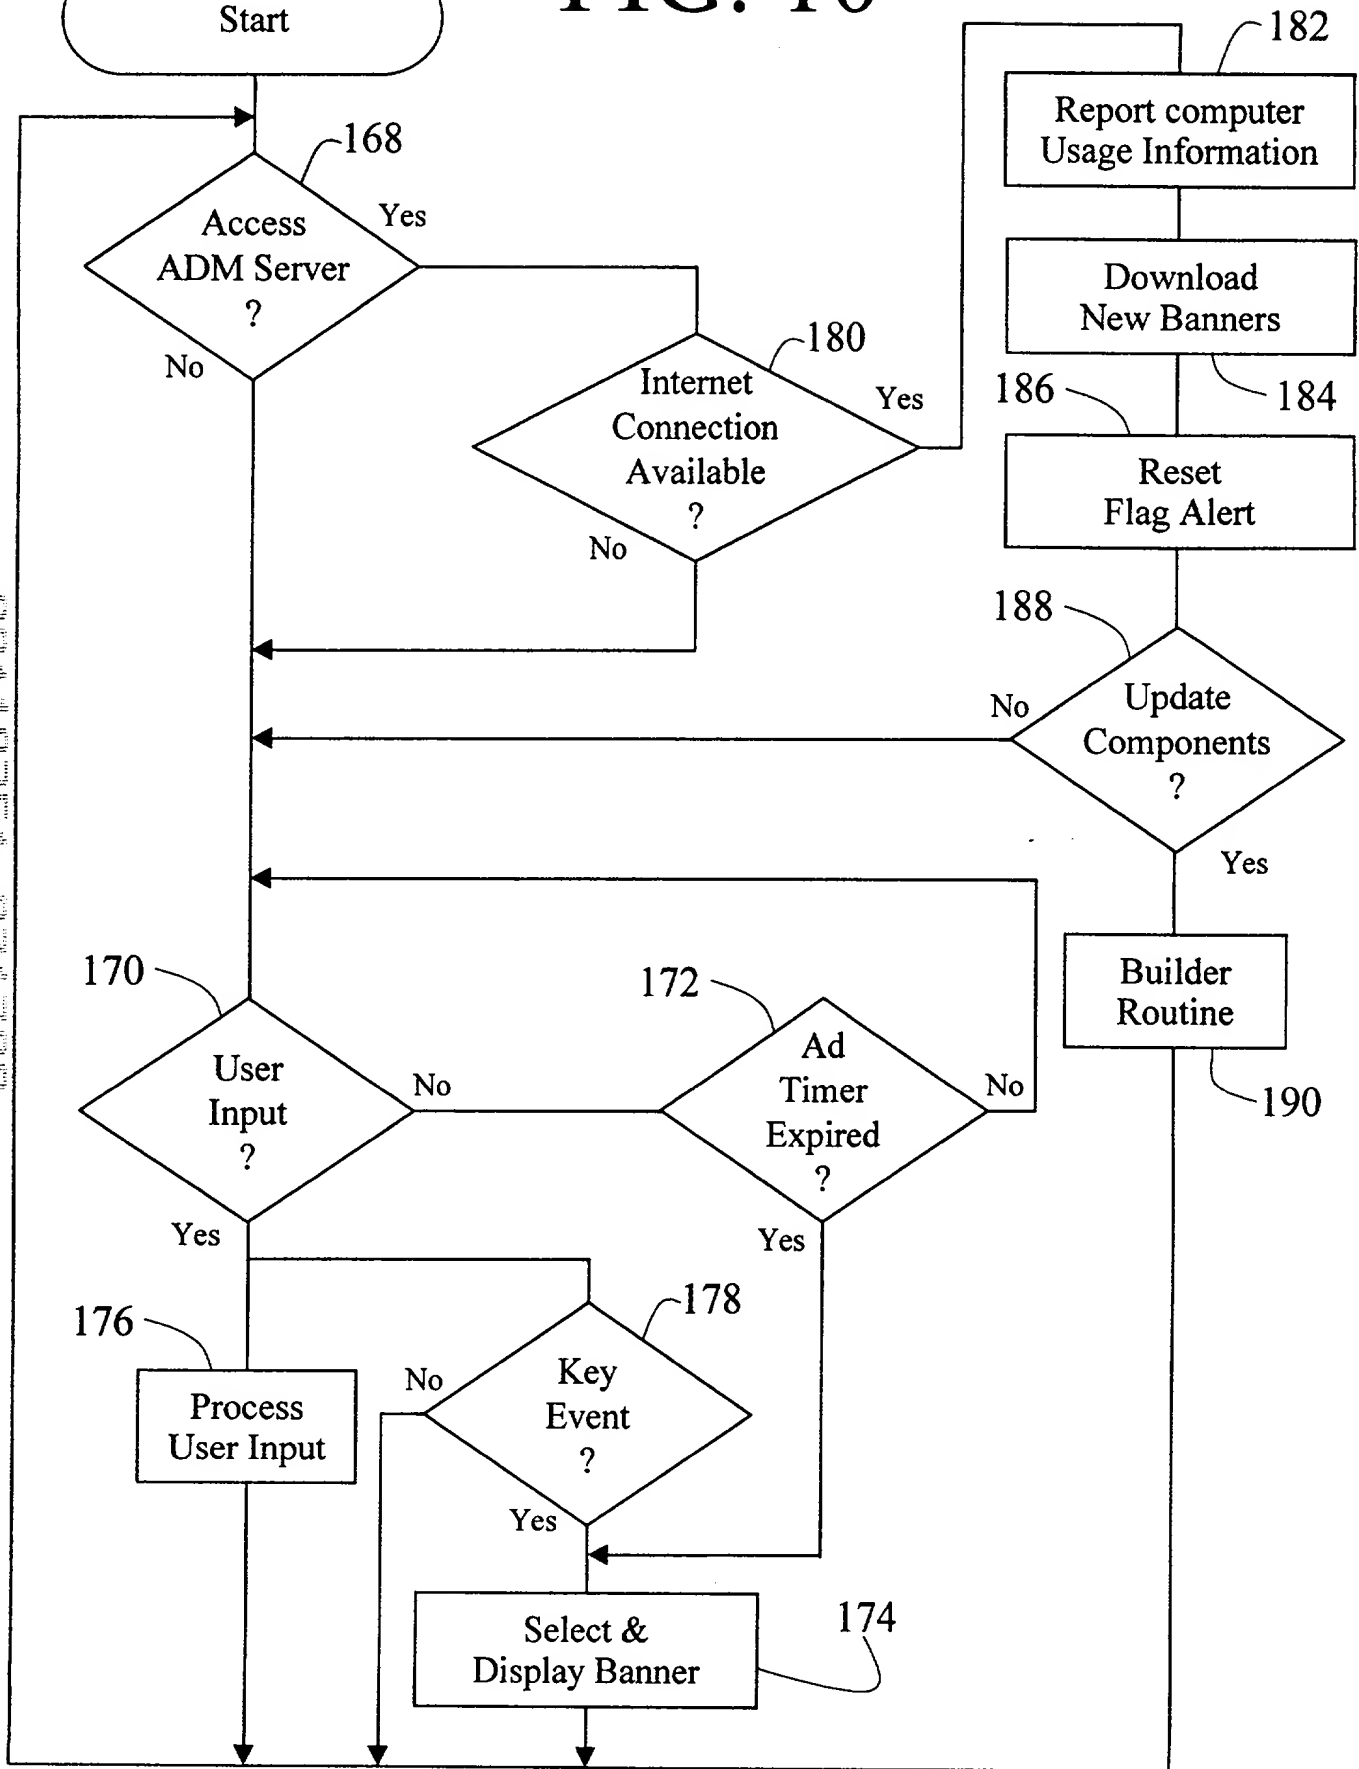 FIG. 10
Start
182
Report computer
Usage Information
168
Access
ADM Server
?
Yes
No
Download
New Banners
184
180
Internet
Connection
Available
?
Yes
No
186
Reset
Flag Alert
188
Update
Components
?
No
Yes
170
User
Input
?
No
Yes
172
Ad
Timer
Expired
?
No
Yes
Builder
Routine
190
176
Process
User Input
178
Key
Event
?
No
Yes
174
Select &
Display Banner